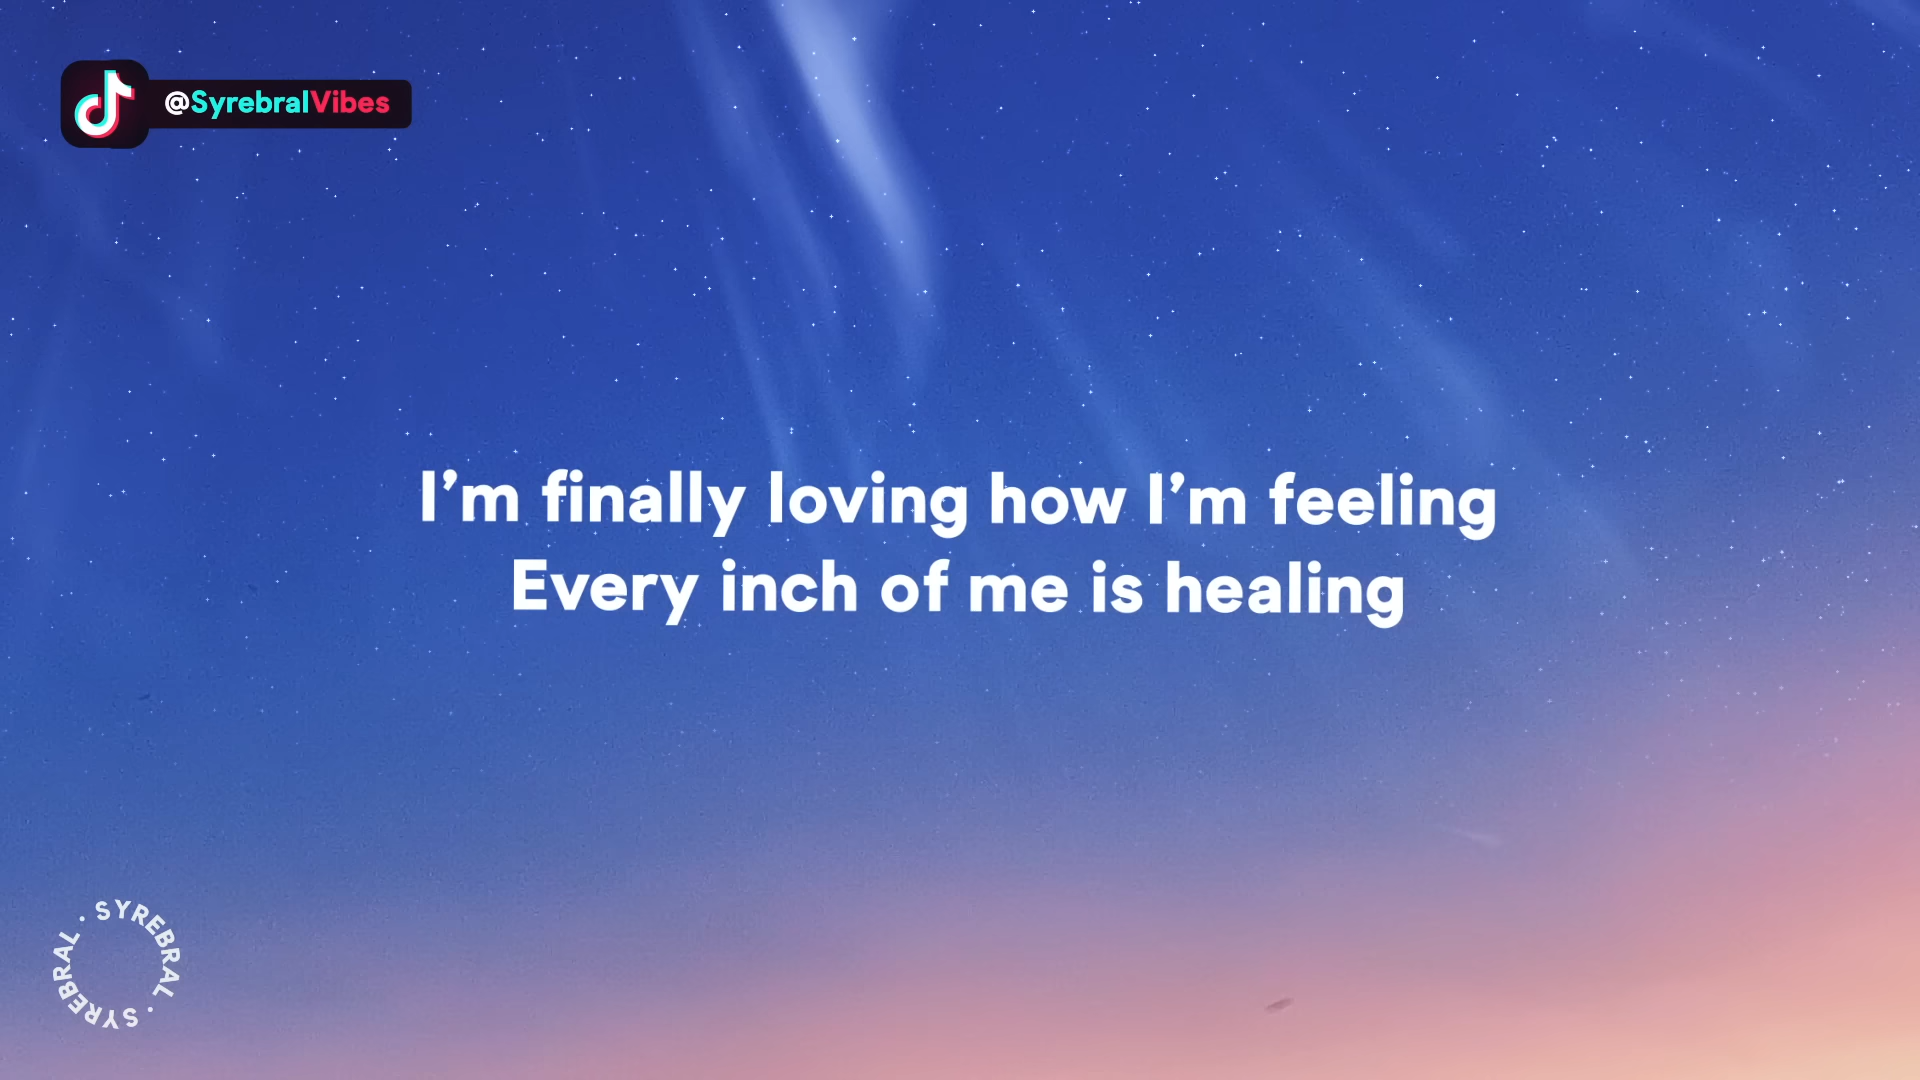 @SyrebralVibes
I’m finally loving how I’m feeling
Every inch of me is healing
SYREBRAL · SYREBRAL ·